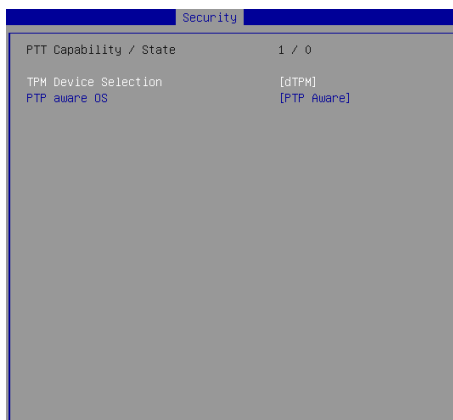 Security
PTT Capability / State 1 / 0
TPM Device Selection [dTPM]
PTP aware OS [PTP Aware]